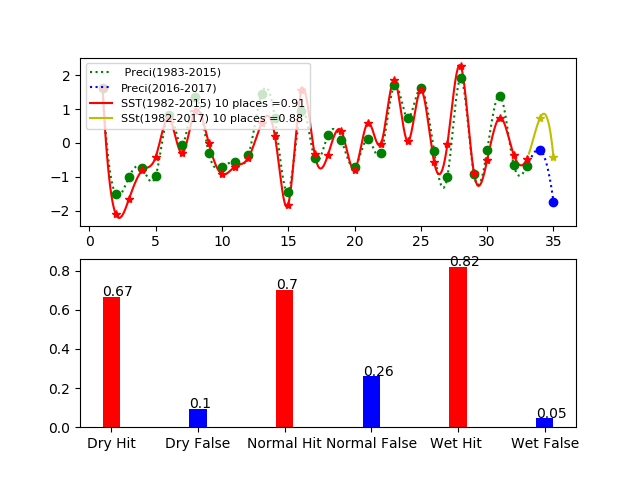 2
1
0
−1
−2
Preci(1983-2015)
Preci(2016-2017)
SST(1982-2015) 10 places =0.91
SSt(1982-2017) 10 places =0.88
0 5 10 15 20 25 30 35
0.8
0.6
0.4
0.2
0.0
0.67 0.1 0.7 0.26 0.82 0.05
Dry Hit Dry False Normal Hit Normal False Wet Hit Wet False